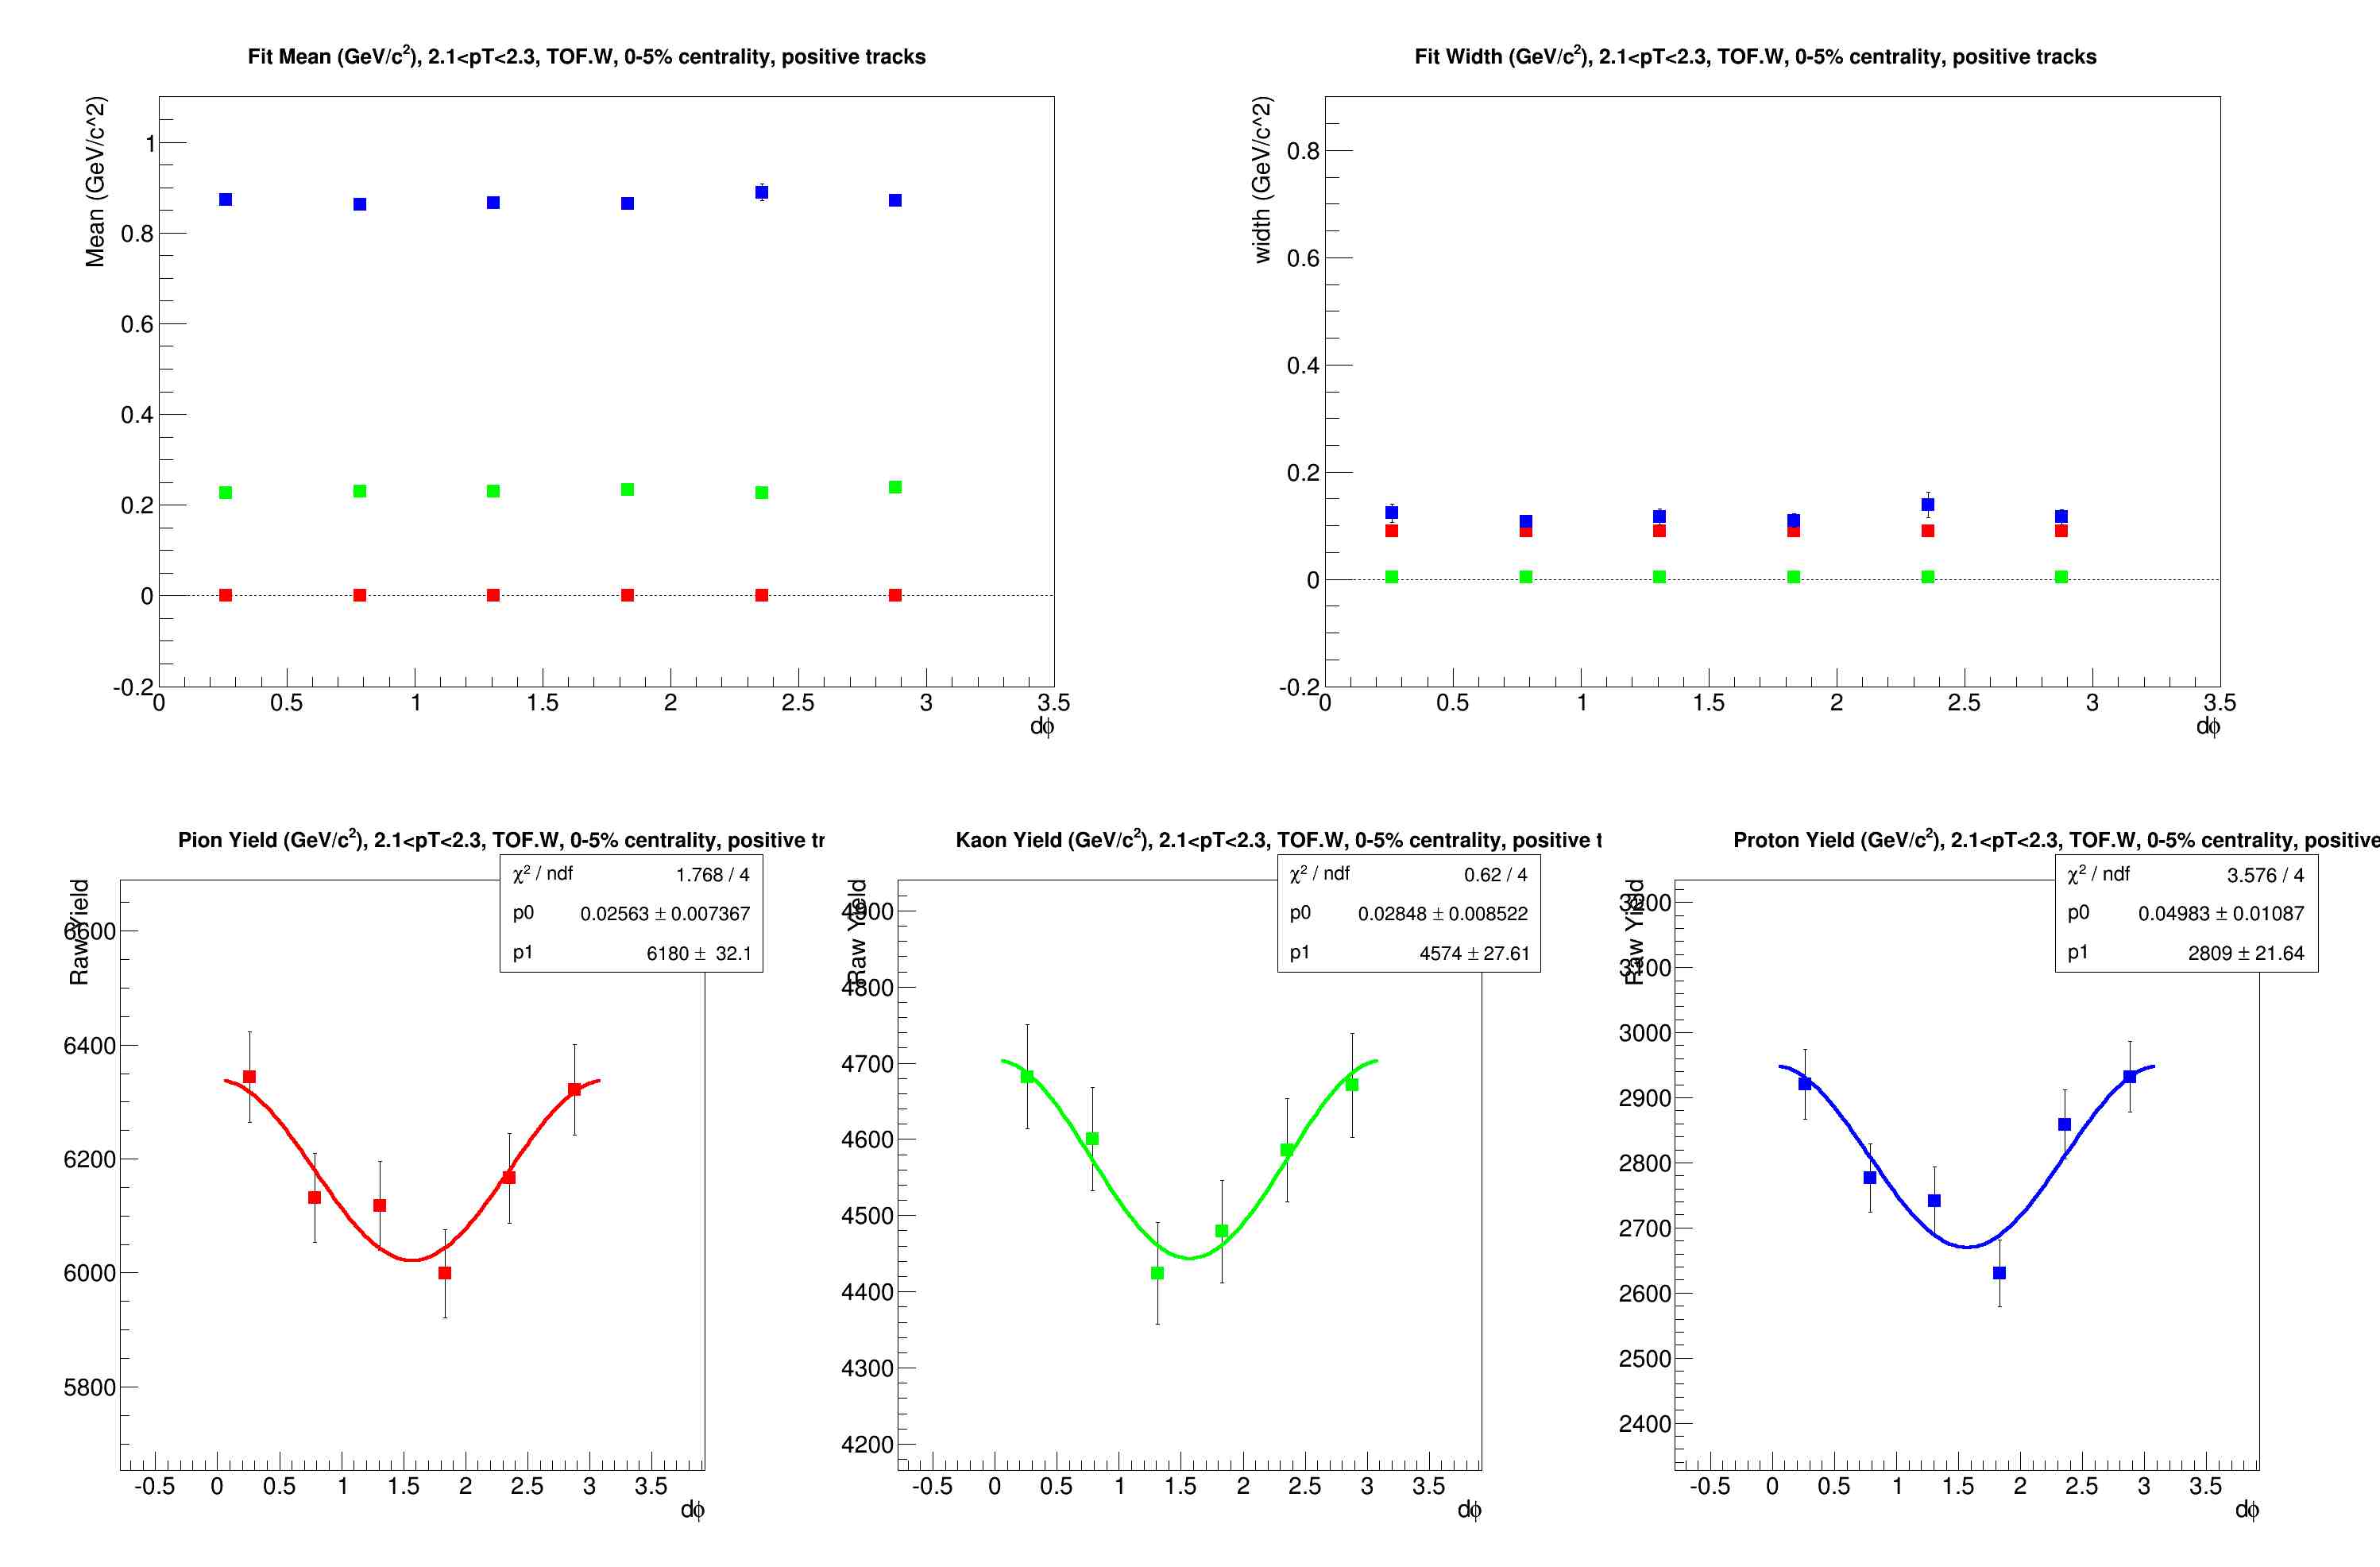 Fit Mean (GeV/c2), 2.1<pT<2.3, TOF.W, 0-5% centrality, positive tracks
Mean (GeV/c^2)
1
0.8
0.6
0.4
0.2
0
-0.2
0 0.5 1 1.5 2 2.5 3 3.5
dϕ
Fit Width (GeV/c2), 2.1<pT<2.3, TOF.W, 0-5% centrality, positive tracks
width (GeV/c^2)
0.8
0.6
0.4
0.2
0
-0.2
0 0.5 1 1.5 2 2.5 3 3.5
dϕ
Pion Yield (GeV/c2), 2.1<pT<2.3, TOF.W, 0-5% centrality, positive tr
χ2 / ndf 1.768 / 4
p0 0.02563 ± 0.007367
p1 6180 ± 32.1
Raw Yield
6600
6400
6200
6000
5800
-0.5 0 0.5 1 1.5 2 2.5 3 3.5
dϕ
Kaon Yield (GeV/c2), 2.1<pT<2.3, TOF.W, 0-5% centrality, positive t
χ2 / ndf 0.62 / 4
p0 0.02848 ± 0.008522
p1 4574 ± 27.61
Raw Yield
4900
4800
4700
4600
4500
4400
4300
4200
-0.5 0 0.5 1 1.5 2 2.5 3 3.5
dϕ
Proton Yield (GeV/c2), 2.1<pT<2.3, TOF.W, 0-5% centrality, positive
χ2 / ndf 3.576 / 4
p0 0.04983 ± 0.01087
p1 2809 ± 21.64
Raw Yield
3200
3100
3000
2900
2800
2700
2600
2500
2400
-0.5 0 0.5 1 1.5 2 2.5 3 3.5
dϕ